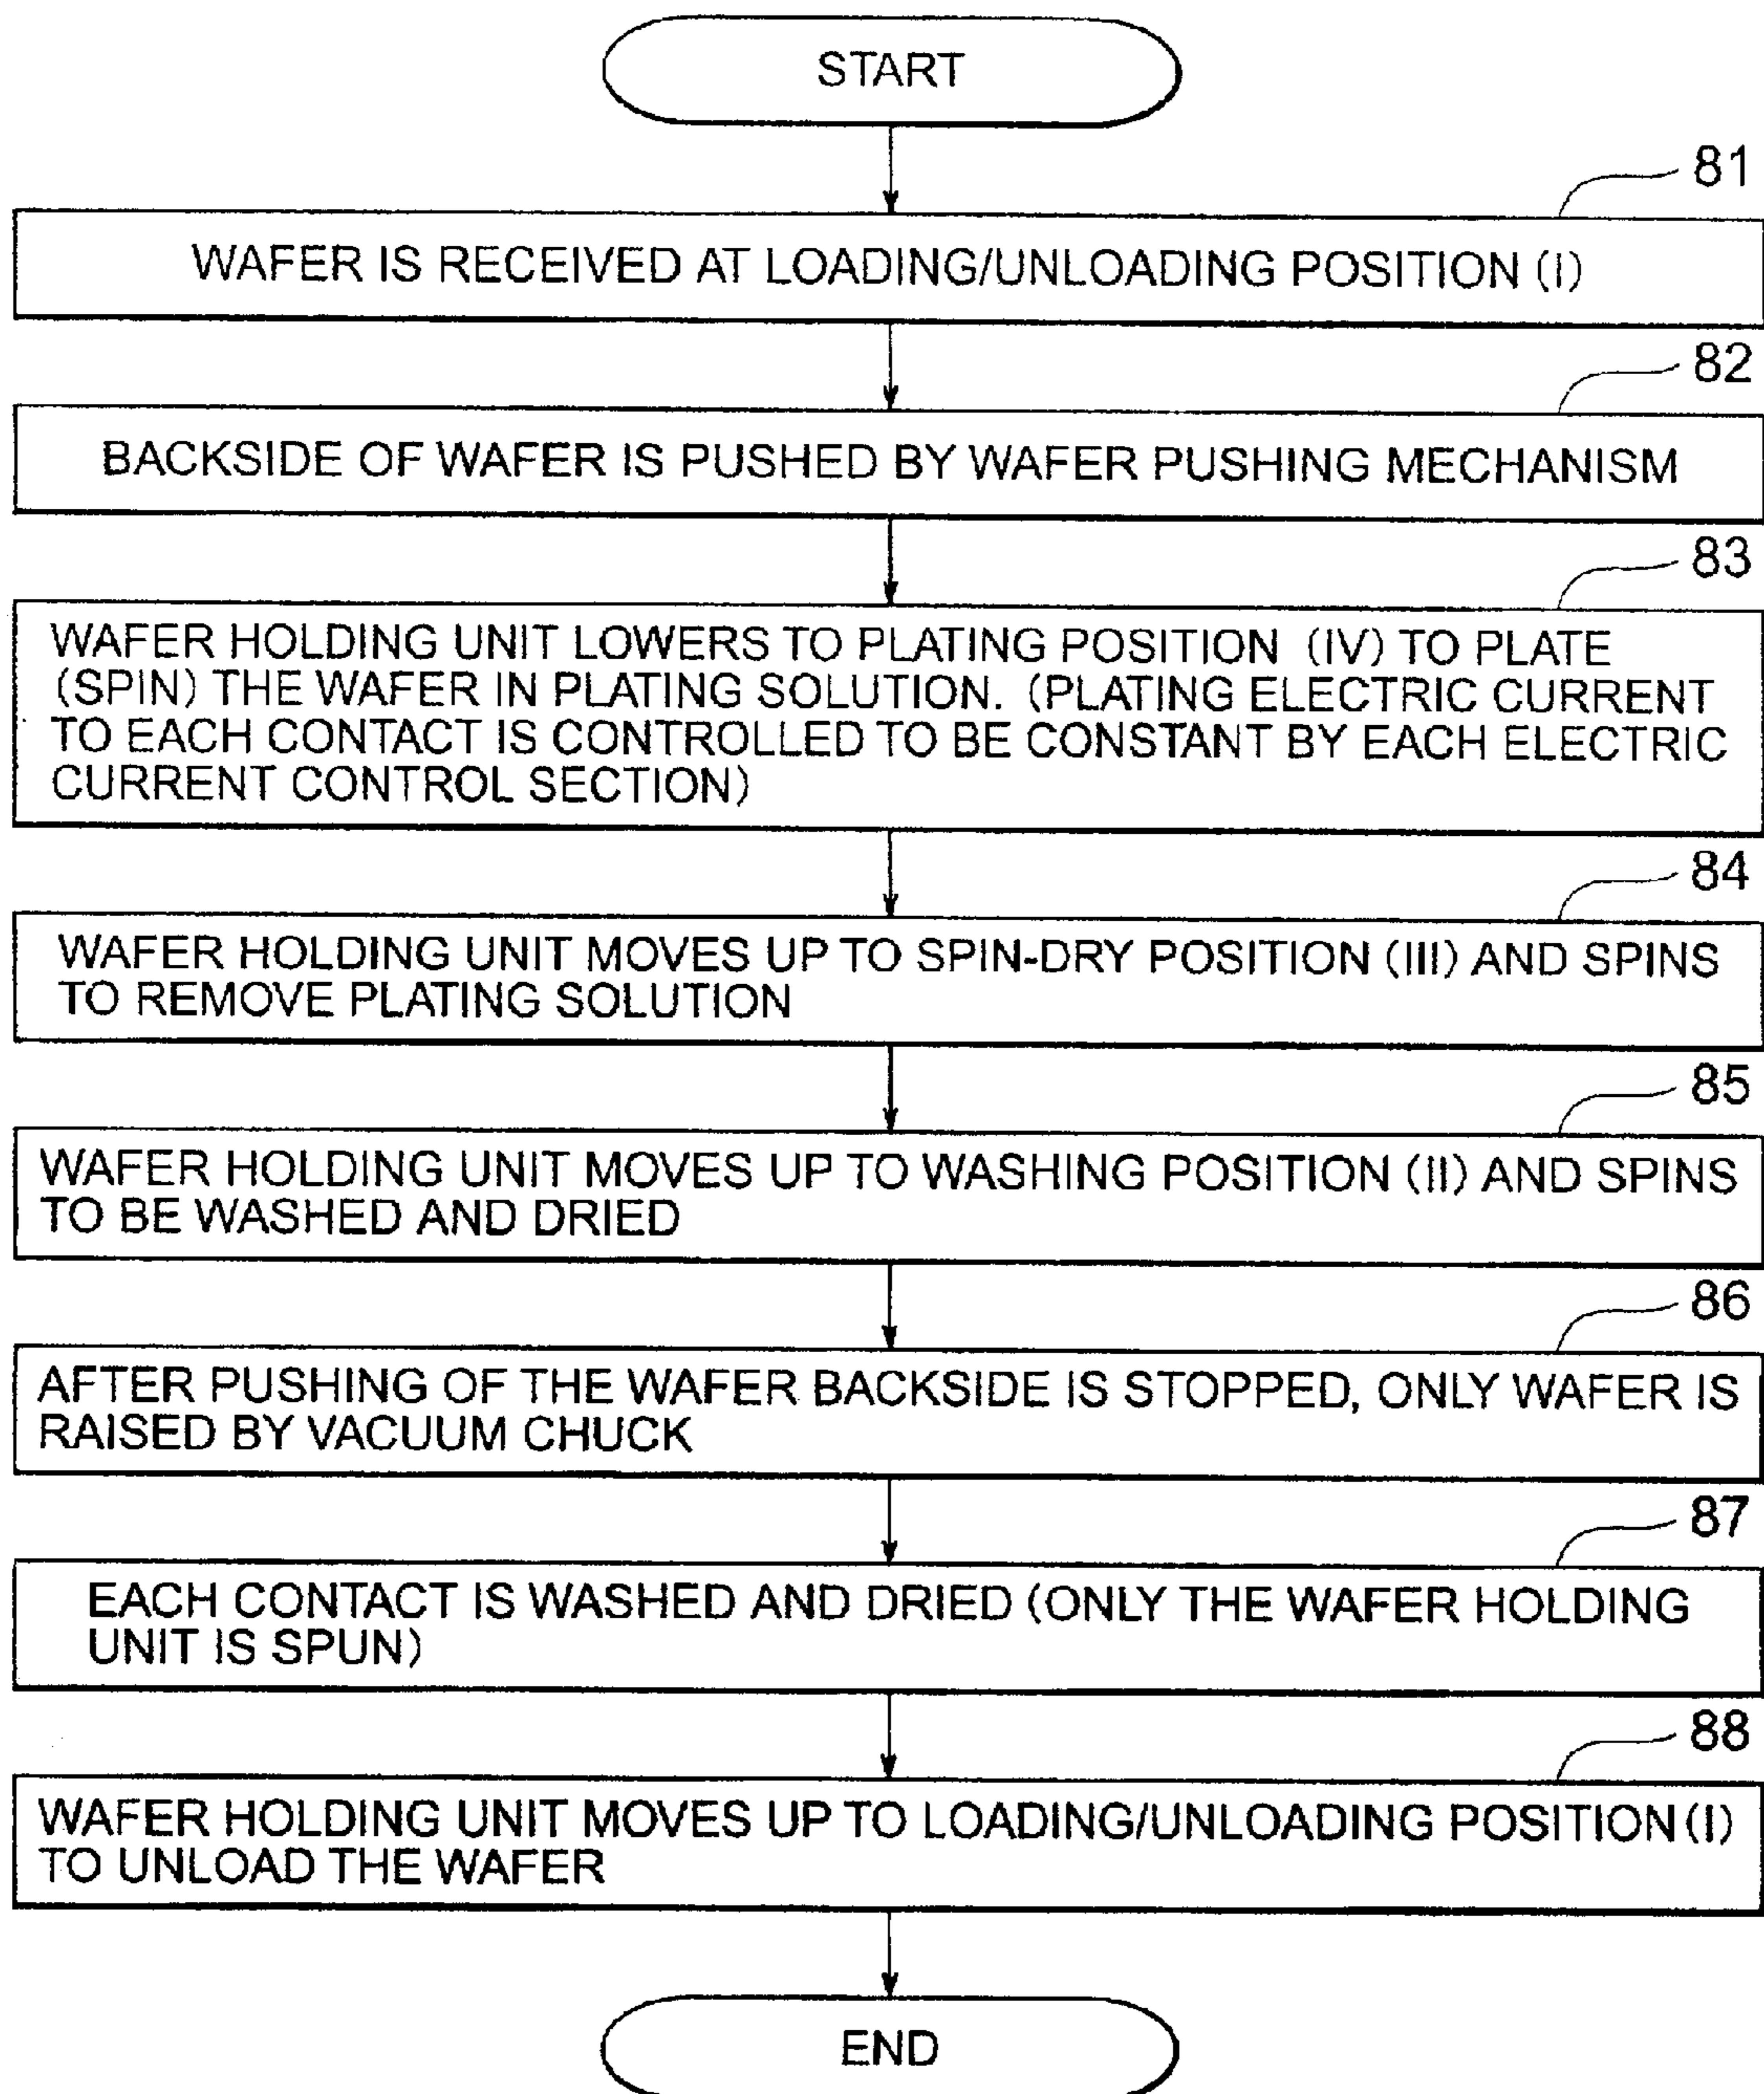 START
81
WAFER IS RECEIVED AT LOADING/UNLOADING POSITION (I)
82
BACKSIDE OF WAFER IS PUSHED BY WAFER PUSHING MECHANISM
83
WAFER HOLDING UNIT LOWERS TO PLATING POSITION (IV) TO PLATE
(SPIN) THE WAFER IN PLATING SOLUTION. (PLATING ELECTRIC CURRENT
TO EACH CONTACT IS CONTROLLED TO BE CONSTANT BY EACH ELECTRIC
CURRENT CONTROL SECTION)
84
WAFER HOLDING UNIT MOVES UP TO SPIN-DRY POSITION (III) AND SPINS
TO REMOVE PLATING SOLUTION
85
WAFER HOLDING UNIT MOVES UP TO WASHING POSITION (II) AND SPINS
TO BE WASHED AND DRIED
86
AFTER PUSHING OF THE WAFER BACKSIDE IS STOPPED, ONLY WAFER IS
RAISED BY VACUUM CHUCK
87
EACH CONTACT IS WASHED AND DRIED (ONLY THE WAFER HOLDING
UNIT IS SPUN)
88
WAFER HOLDING UNIT MOVES UP TO LOADING/UNLOADING POSITION (I)
TO UNLOAD THE WAFER
END